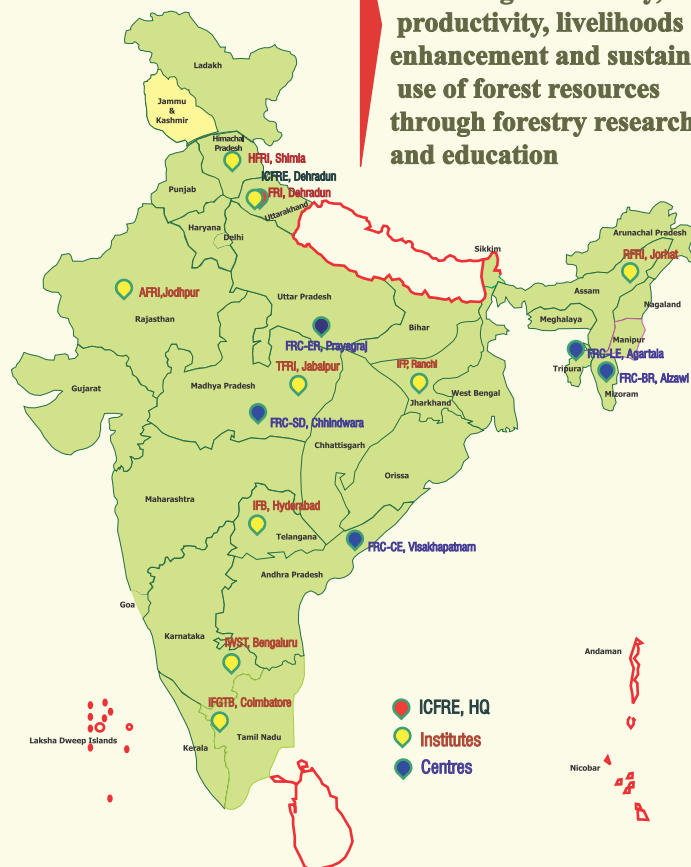 productivity, livelihoods
enhancement and sustain
use of forest resources
through forestry research
and education
Ladakh
Jammu
&
Kashmir
Himachal
Pradesh
HFRI, Shimla
ICFRE, Dehradun
FRI, Dehradun
Uttarakhand
Punjab
Haryana
Delhi
Sikkim
Arunachal Pradesh
RFRI, Jorhat
AFRI,Jodhpur
Rajasthan
Uttar Pradesh
Assam
Nagaland
Meghalaya
Bihar
Manipur
FRC-ER, Prayagraj
FRC-LE, Agartala
TFRI, Jabalpur
IFP, Ranchi
Tripura
FRC-BR, Aizawl
Mizoram
Gujarat
Madhya Pradesh
West Bengal
Jharkhand
FRC-SD, Chhindwara
Chhattisgarh
Orissa
Maharashtra
IFB, Hyderabad
Telangana
FRC-CE, Visakhapatnam
Andhra Pradesh
Goa
Karnataka
IWST, Bengaluru
Andaman
IFGTB, Coimbatore
ICFRE, HQ
Laksha Dweep Islands
Kerala
Tamil Nadu
Institutes
Nicobar
Centres